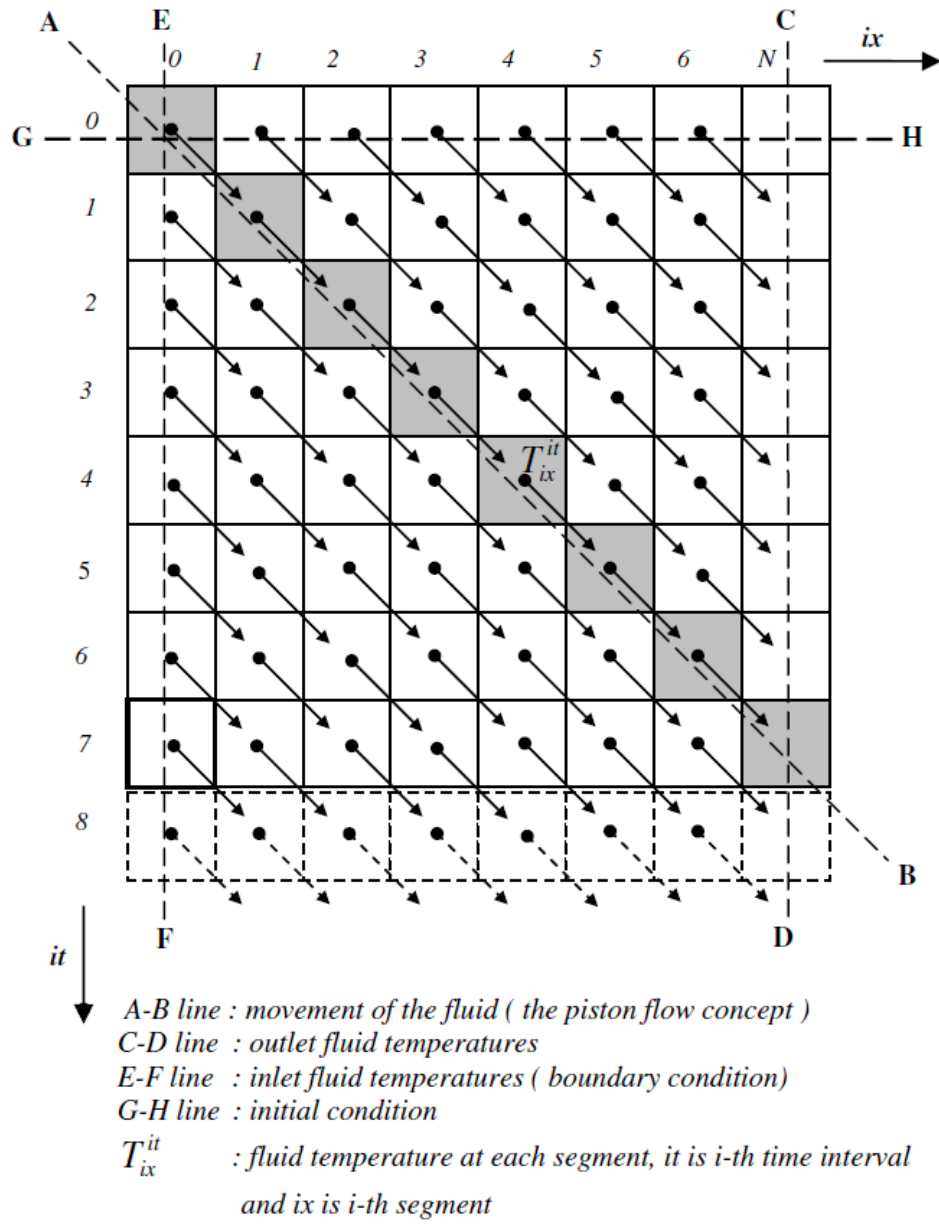 A E C
ix
0 1 2 3 4 5 6 N
G 0 H
1
2
3
4 T_{ix}^{it}
5
6
7
8
B
F D
it
A-B line : movement of the fluid ( the piston flow concept )
C-D line : outlet fluid temperatures
E-F line : inlet fluid temperatures ( boundary condition)
G-H line : initial condition
T_{ix}^{it} : fluid temperature at each segment, it is i-th time interval
and ix is i-th segment